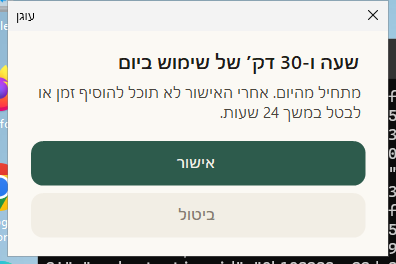 עוגן
שעה ו-30 דק׳ של שימוש ביום
מתחיל מהיום. אחרי האישור לא תוכל להוסיף זמן או
לבטל במשך 24 שעות.
אישור
ביטול